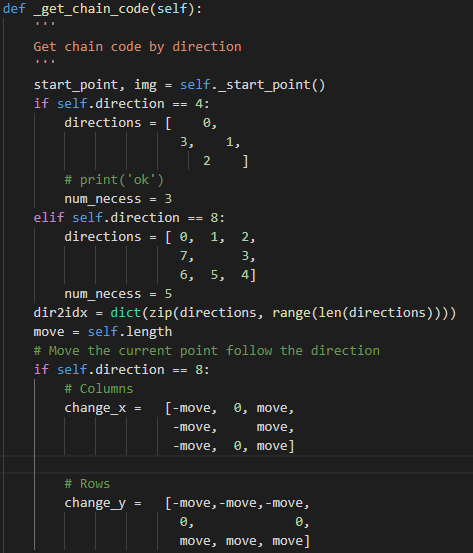 def _get_chain_code(self):
    '''
    Get chain code by direction
    '''
    start_point, img = self._start_point()
    if self.direction == 4:
        directions = [    0,
                       3,    1,
                          2    ]
        # print('ok')
        num_necess = 3
    elif self.direction == 8:
        directions = [ 0,  1,  2,
                       7,      3,
                       6,  5,  4]
        num_necess = 5
    dir2idx = dict(zip(directions, range(len(directions))))
    move = self.length
    # Move the current point follow the direction
    if self.direction == 8:
        # Columns
        change_x =   [-move,  0, move,
                      -move,     move,
                      -move,  0, move]
        # Rows
        change_y =   [-move,-move,-move,
                       0,             0,
                       move, move, move]